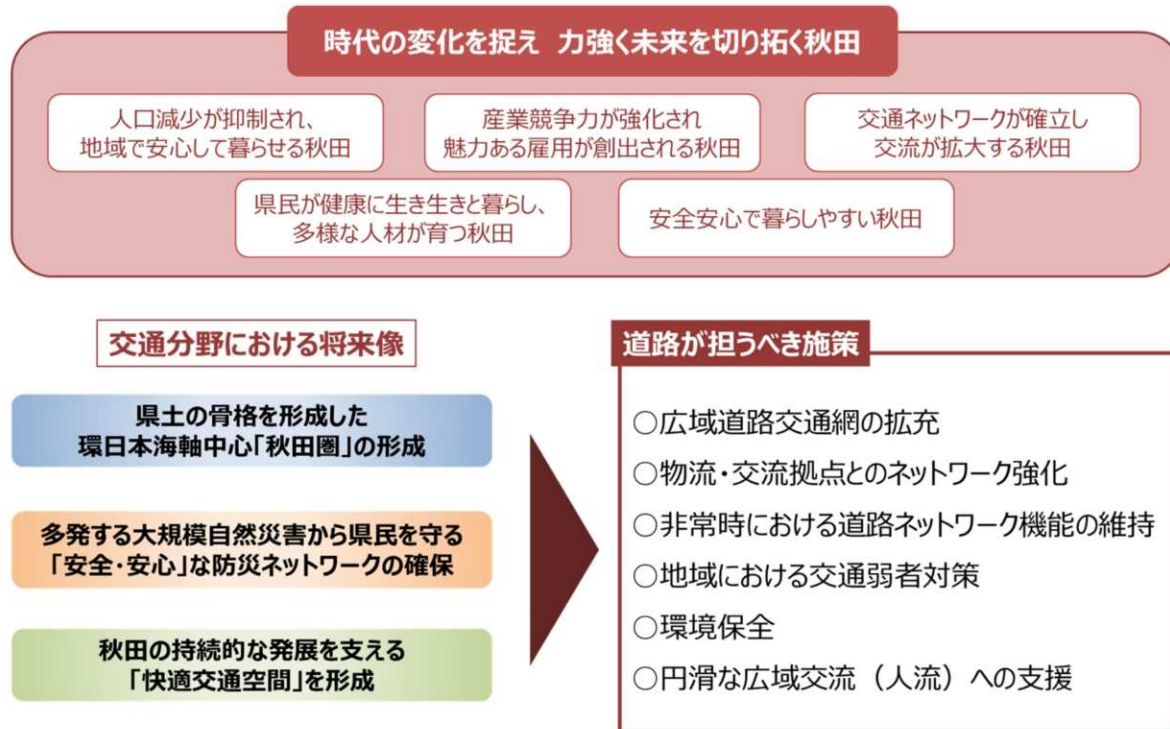 時代の変化を捉え 力強く未来を切り拓く秋田
人口減少が抑制され、
地域で安心して暮らせる秋田
産業競争力が強化され
魅力ある雇用が創出される秋田
交通ネットワークが確立し
交流が拡大する秋田
県民が健康に生き生きと暮らし、
多様な人材が育つ秋田
安全安心で暮らしやすい秋田
交通分野における将来像
県土の骨格を形成した
環日本海軸中心「秋田圏」の形成
多発する大規模自然災害から県民を守る
「安全・安心」な防災ネットワークの確保
秋田の持続的な発展を支える
「快適交通空間」を形成
道路が担うべき施策
○広域道路交通網の拡充
○物流・交流拠点とのネットワーク強化
○非常時における道路ネットワーク機能の維持
○地域における交通弱者対策
○環境保全
○円滑な広域交流（人流）への支援